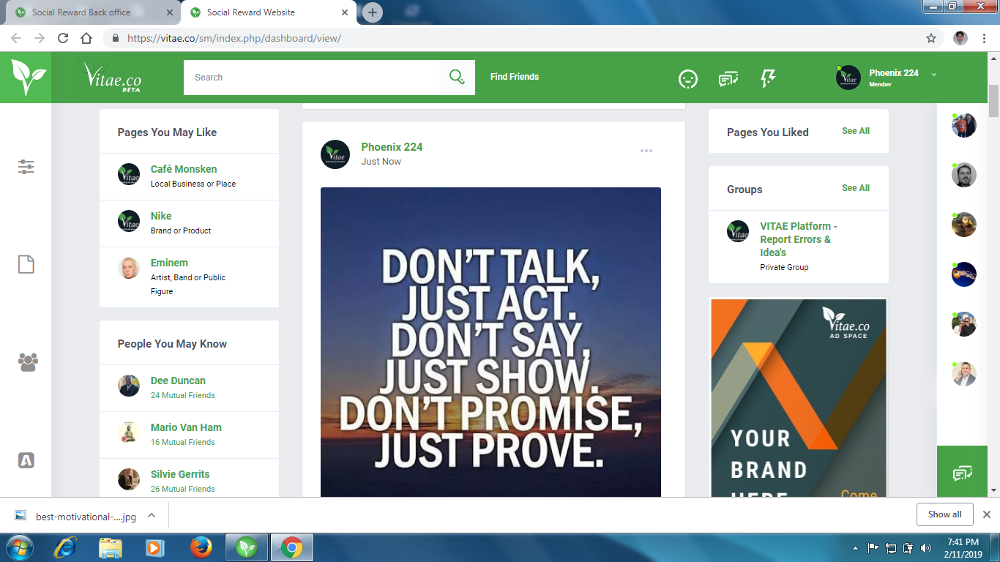 Social Reward Back office
Social Reward Website
https://vitae.co/sm/index.php/dashboard/view/
Vitae.co
BETA
Search
Find Friends
Phoenix 224
Member
Pages You May Like
Café Monsken
Local Business or Place
Nike
Brand or Product
Eminem
Artist, Band or Public
Figure
People You May Know
Dee Duncan
24 Mutual Friends
Mario Van Ham
16 Mutual Friends
Silvie Gerrits
26 Mutual Friends
Vitae
Phoenix 224
Just Now
DON'T TALK,
JUST ACT.
DON'T SAY,
JUST SHOW.
DON'T PROMISE,
JUST PROVE.
Pages You Liked
See All
Groups
See All
VITAE Platform -
Report Errors &
Idea's
Private Group
Vitae.co
AD SPACE
YOUR
BRAND
HERE
Come
best-motivational-....jpg
Show all
7:41 PM
2/11/2019